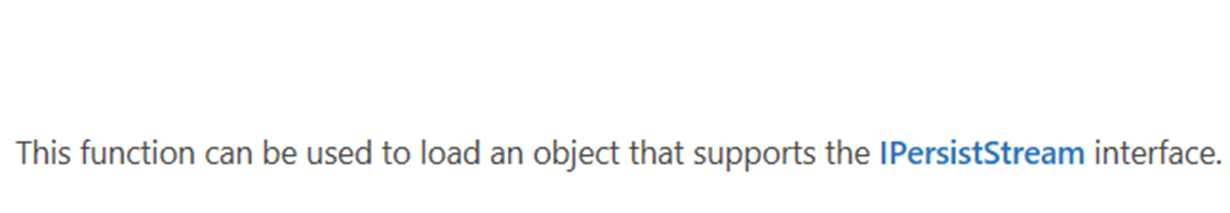 This function can be used to load an object that supports the IPersistStream interface.